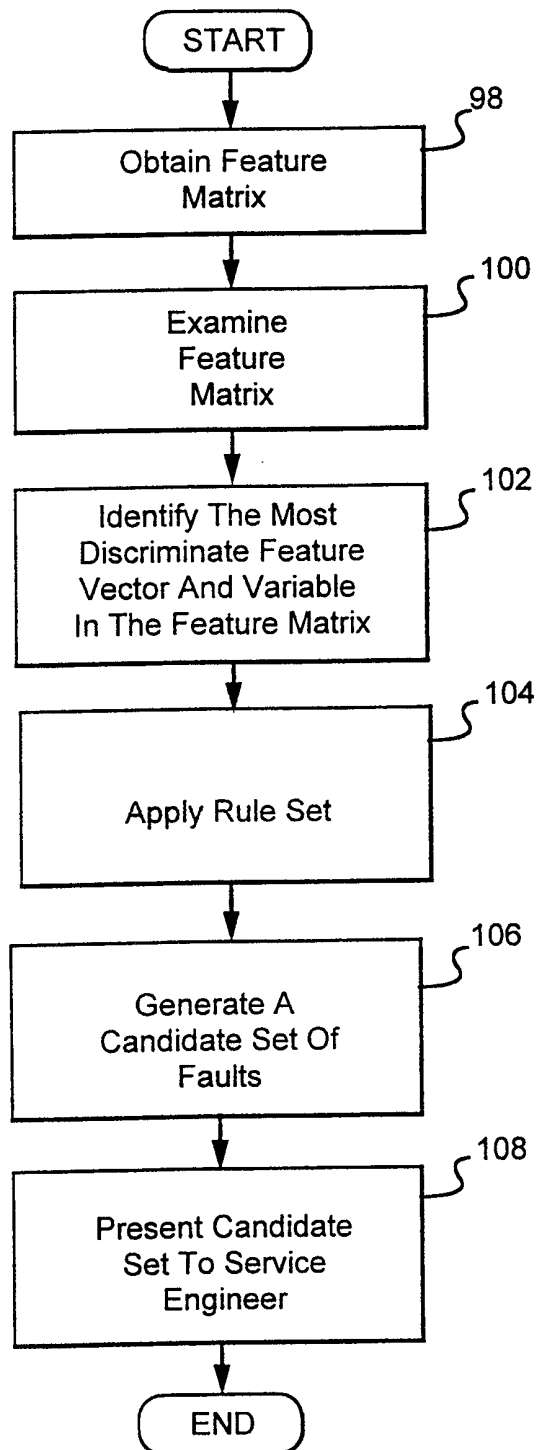 START
98
Obtain Feature
Matrix
100
Examine
Feature
Matrix
102
Identify The Most
Discriminate Feature
Vector And Variable
In The Feature Matrix
104
Apply Rule Set
106
Generate A
Candidate Set Of
Faults
108
Present Candidate
Set To Service
Engineer
END